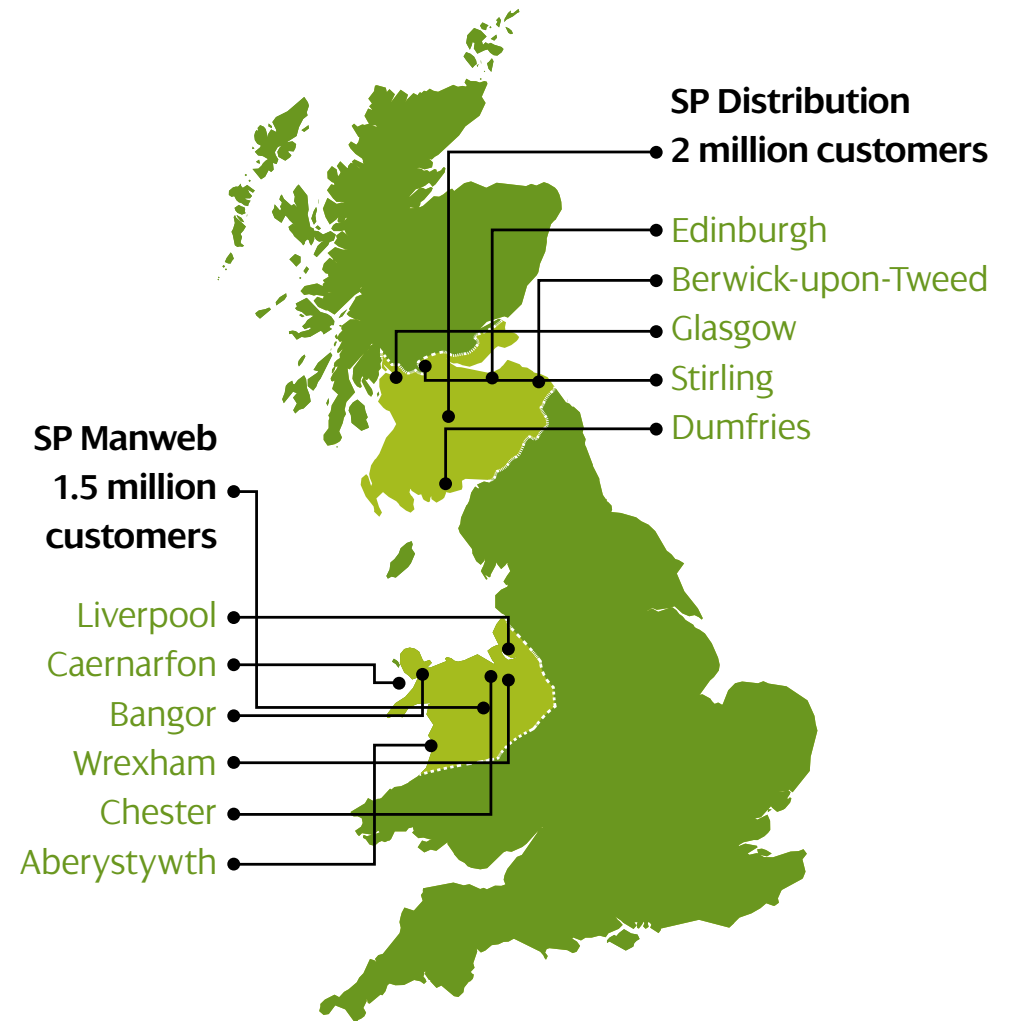 SP Distribution
2 million customers
Edinburgh
Berwick-upon-Tweed
Glasgow
Stirling
Dumfries
SP Manweb
1.5 million
customers
Liverpool
Caernarfon
Bangor
Wrexham
Chester
Aberystywth